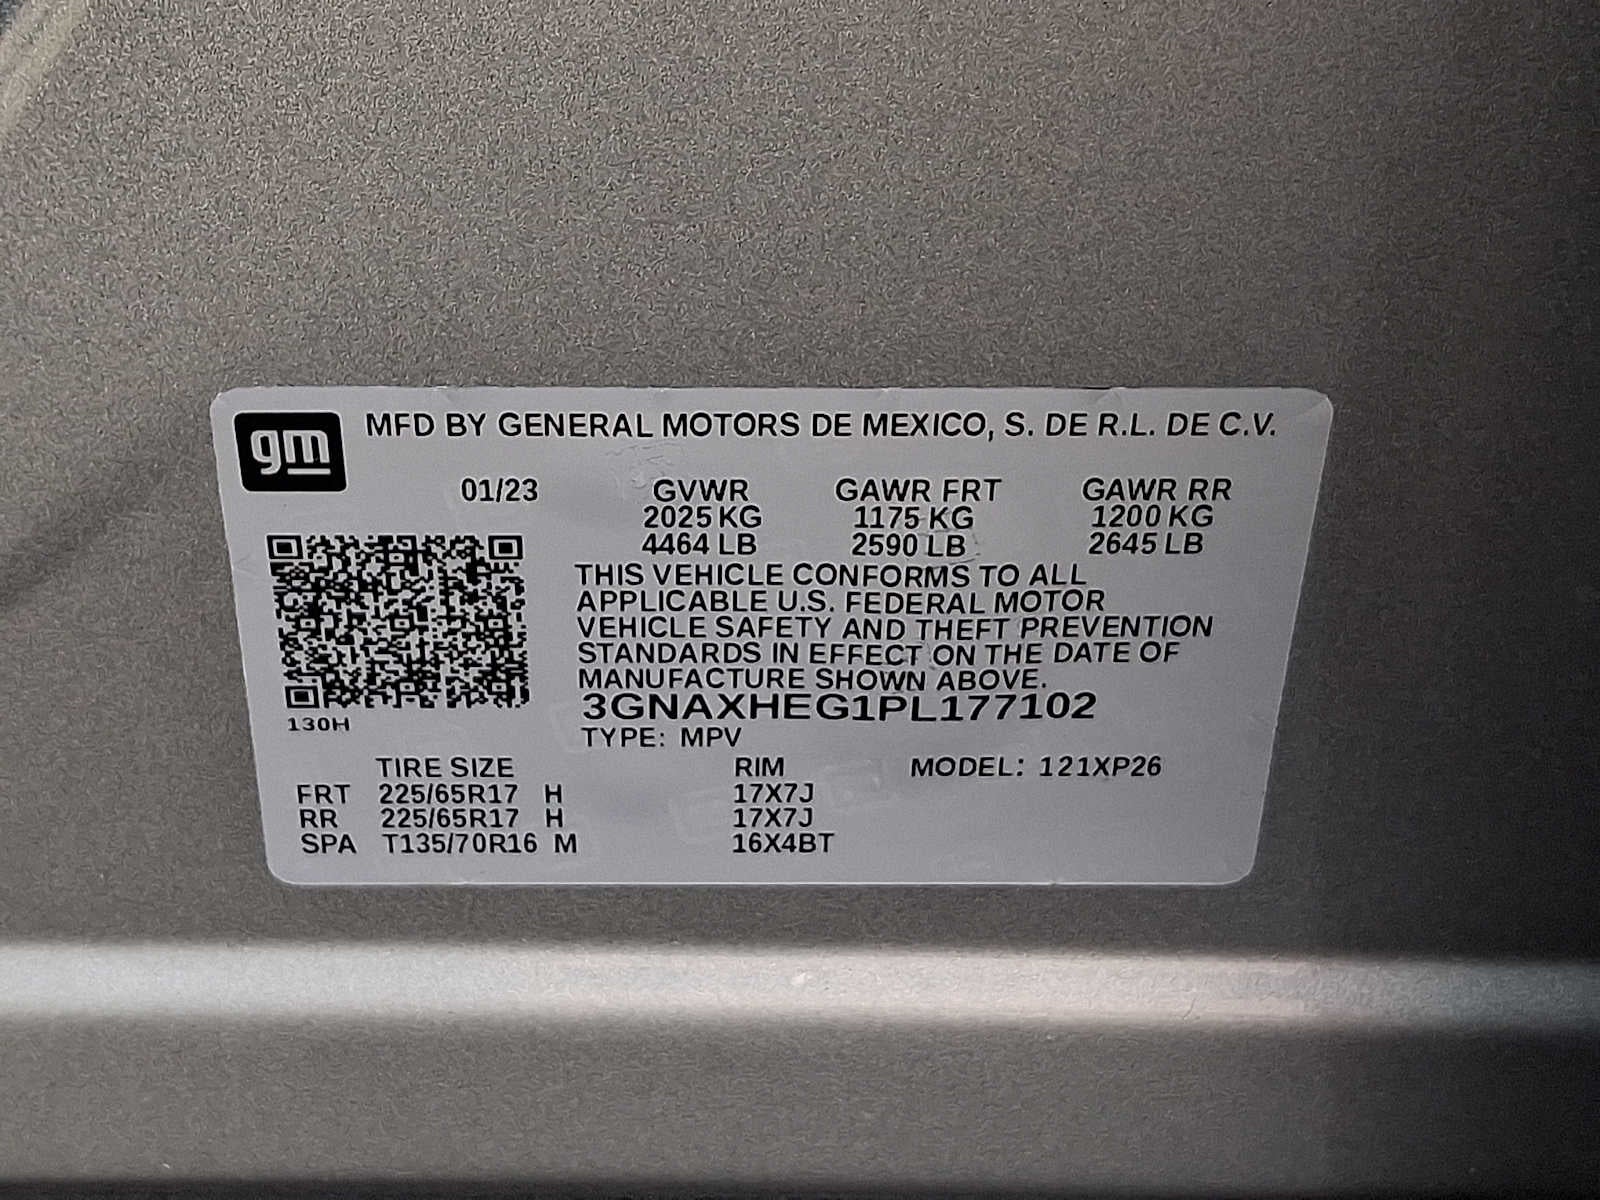 gm
MFD BY GENERAL MOTORS DE MEXICO, S. DE R.L. DE C.V.
01/23 GVWR GAWR FRT GAWR RR
2025 KG 1175 KG 1200 KG
4464 LB 2590 LB 2645 LB
THIS VEHICLE CONFORMS TO ALL
APPLICABLE U.S. FEDERAL MOTOR
VEHICLE SAFETY AND THEFT PREVENTION
STANDARDS IN EFFECT ON THE DATE OF
MANUFACTURE SHOWN ABOVE.
3GNAXHEG1PL177102
130H
TYPE: MPV
TIRE SIZE RIM MODEL: 121XP26
FRT 225/65R17 H 17X7J
RR 225/65R17 H 17X7J
SPA T135/70R16 M 16X4BT